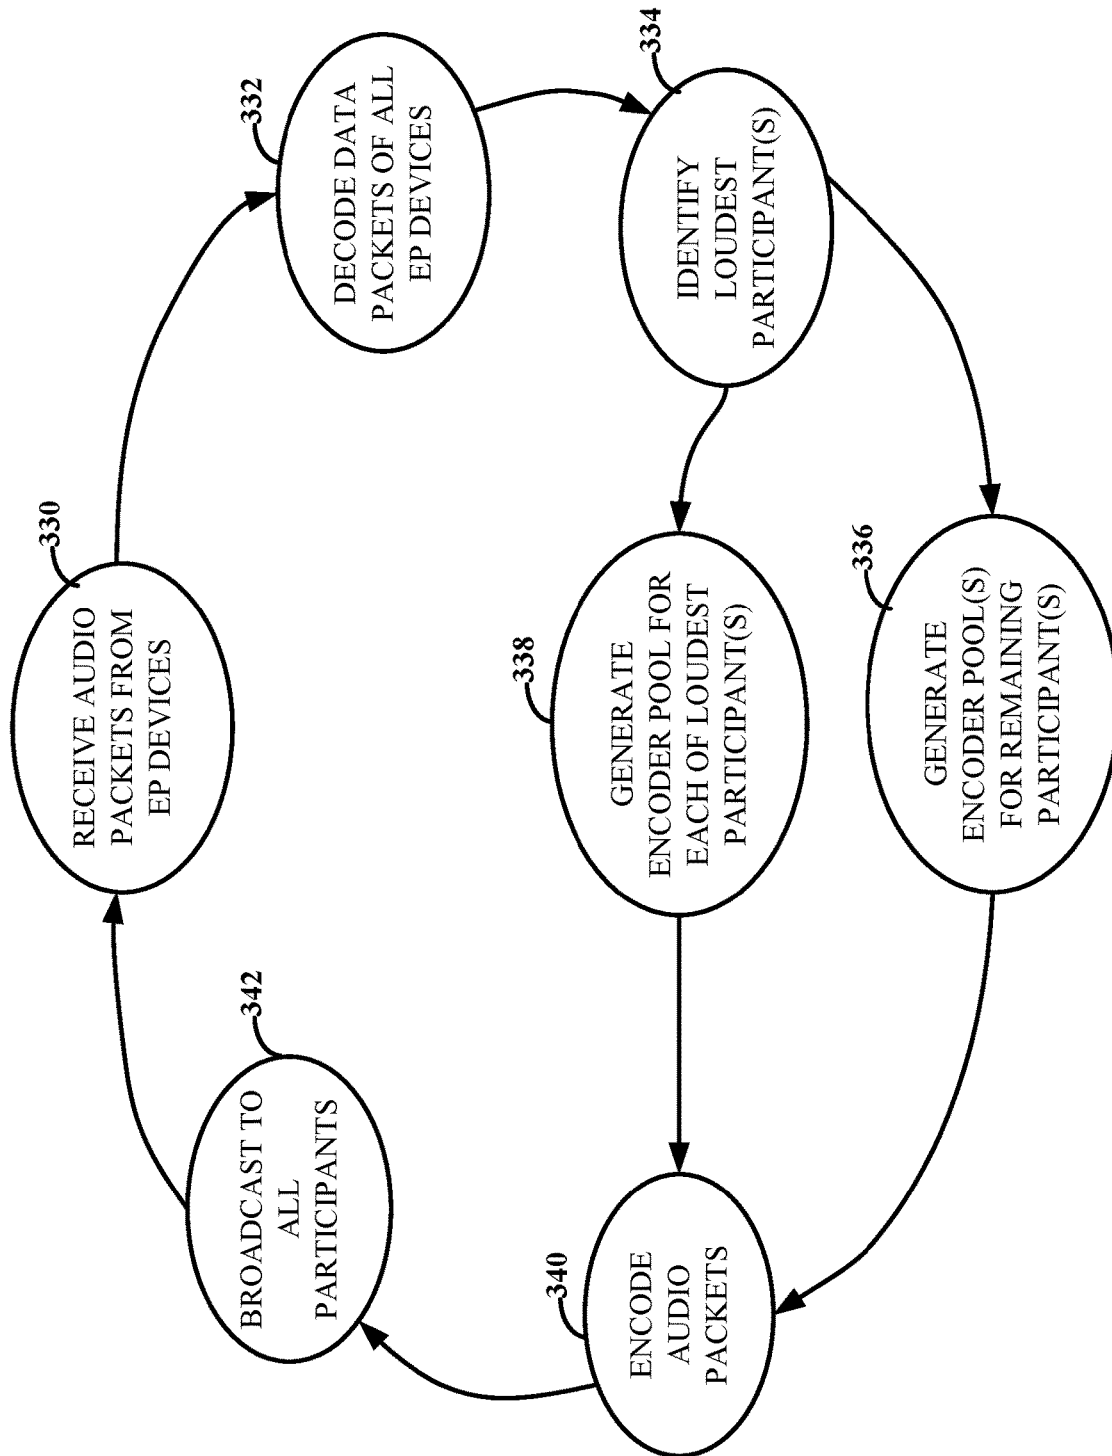 330
RECEIVE AUDIO
PACKETS FROM
EP DEVICES
332
DECODE DATA
PACKETS OF ALL
EP DEVICES
334
IDENTIFY
LOUDEST
PARTICIPANT(S)
338
GENERATE
ENCODER POOL FOR
EACH OF LOUDEST
PARTICIPANT(S)
336
GENERATE
ENCODER POOL(S)
FOR REMAINING
PARTICIPANT(S)
340
ENCODE
AUDIO
PACKETS
342
BROADCAST TO
ALL
PARTICIPANTS